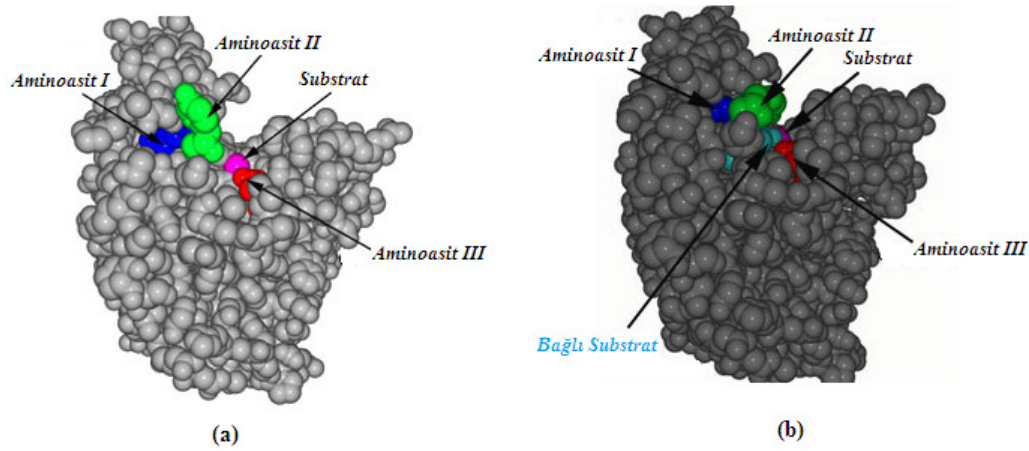 Aminoasit II
Aminoasit I
Substrat
Aminoasit III
(a)
Aminoasit II
Aminoasit I
Substrat
Aminoasit III
Bağlı Substrat
(b)